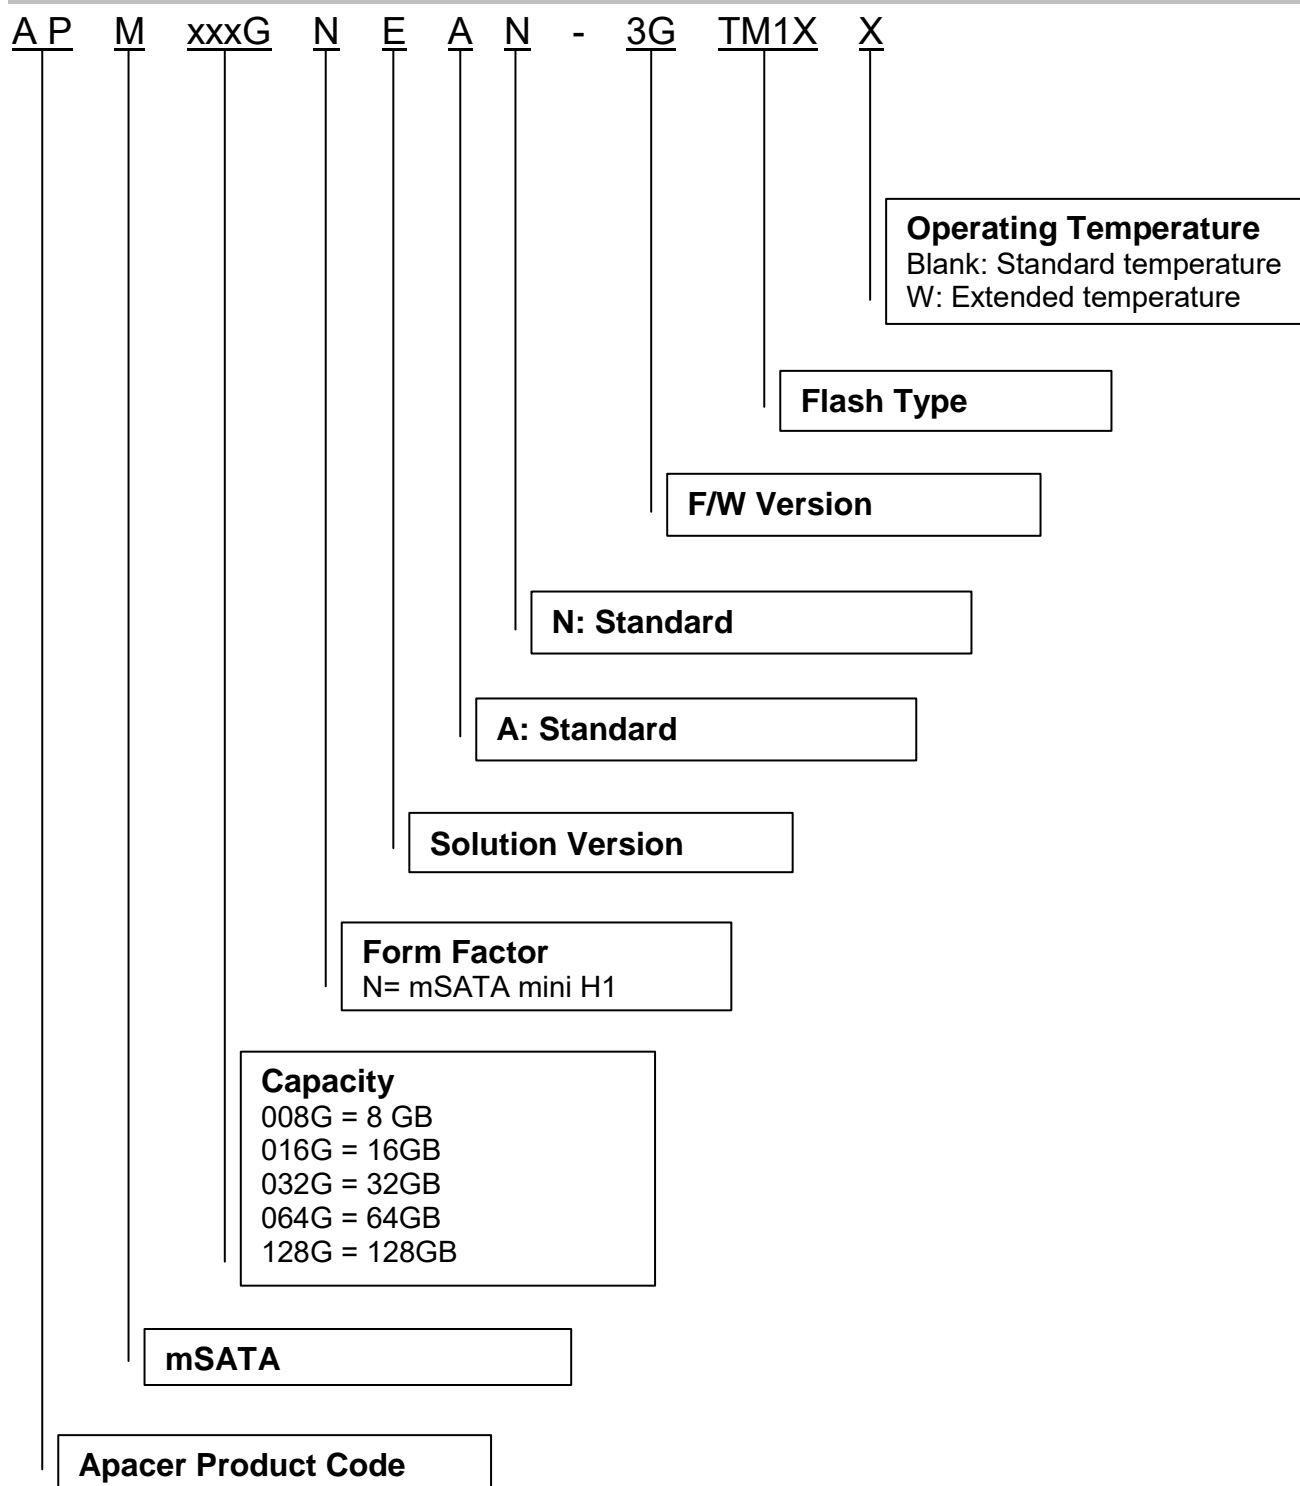 A P M xxxG N E A N - 3G TM1X X
Operating Temperature
Blank: Standard temperature
W: Extended temperature
Flash Type
F/W Version
N: Standard
A: Standard
Solution Version
Form Factor
N= mSATA mini H1
Capacity
008G = 8 GB
016G = 16GB
032G = 32GB
064G = 64GB
128G = 128GB
mSATA
Apacer Product Code